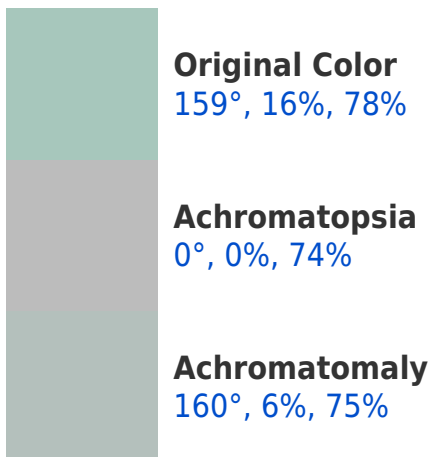 Original Color
159°, 16%, 78%
Achromatopsia
0°, 0%, 74%
Achromatomaly
160°, 6%, 75%